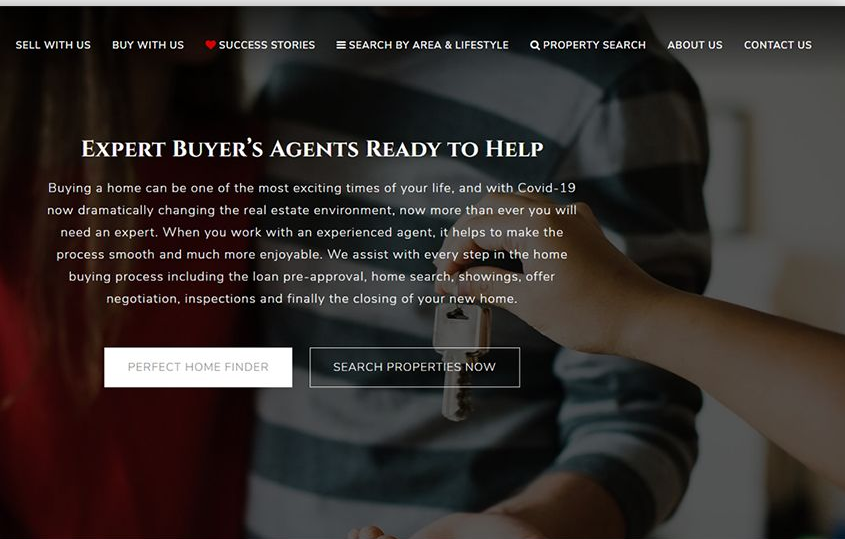 SELL WITH US BUY WITH US SUCCESS STORIES SEARCH BY AREA & LIFESTYLE PROPERTY SEARCH ABOUT US CONTACT US
Expert Buyer's Agents Ready to Help
Buying a home can be one of the most exciting times of your life, and with Covid-19
now dramatically changing the real estate environment, now more than ever you will
need an expert. When you work with an experienced agent, it helps to make the
process smooth and much more enjoyable. We assist with every step in the home
buying process including the loan pre-approval, home search, showings, offer
negotiation, inspections and finally the closing of your new home.
PERFECT HOME FINDER SEARCH PROPERTIES NOW